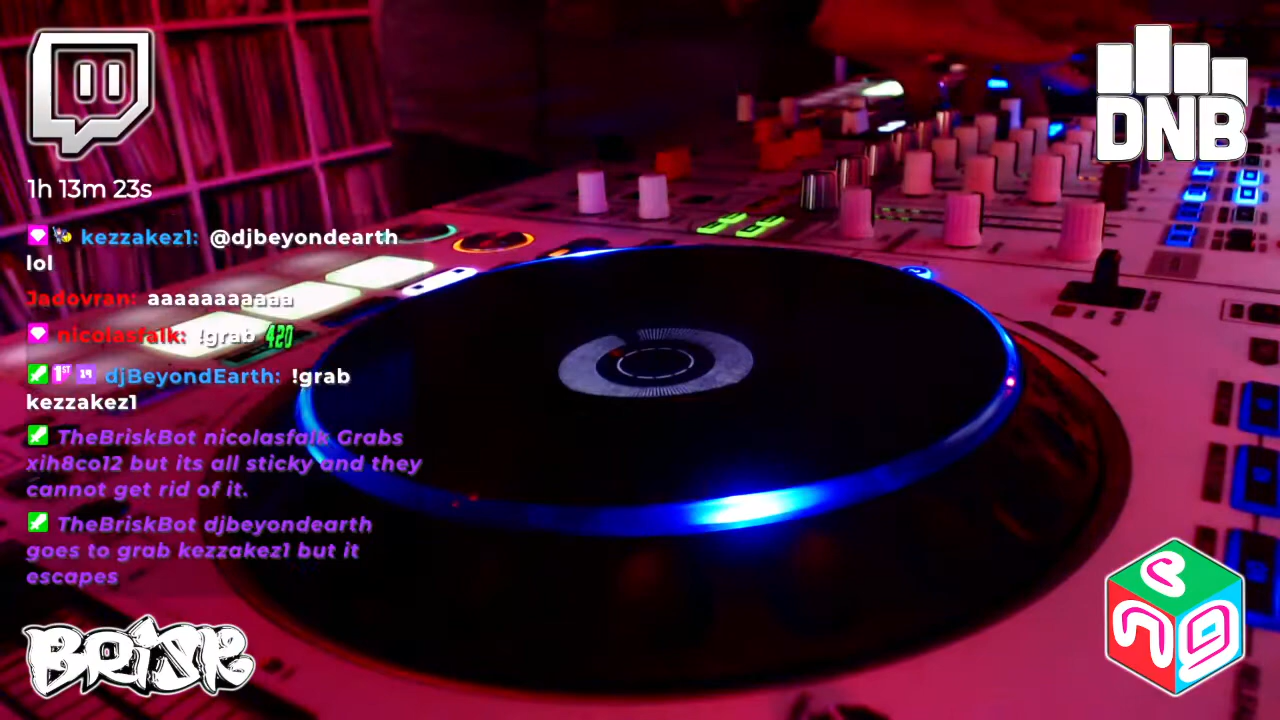 DNB
1h 13m 23s
kezzakez1: @djbeyondearth
lol
Jadovran: aaaaaaaaaaa
nicolasfalk: !grab 420
1ST 19 djBeyondEarth: !grab
kezzakez1
TheBriskBot nicolasfalk Grabs
xih8co12 but its all sticky and they
cannot get rid of it.
TheBriskBot djbeyondearth
goes to grab kezzakez1 but it
escapes
BRISK